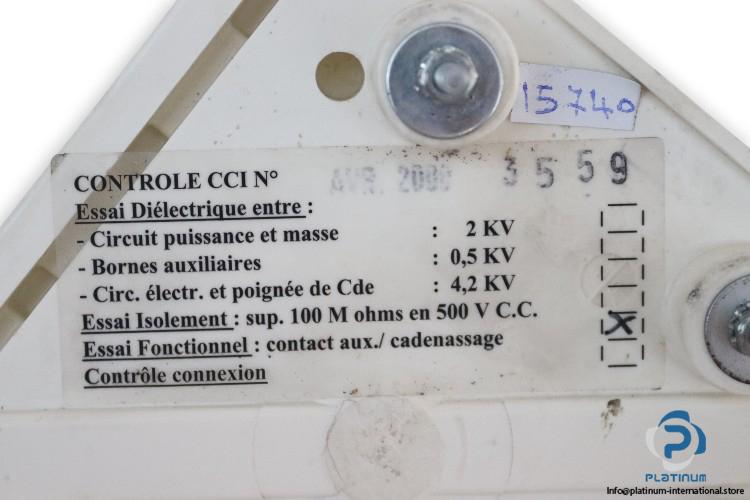 15740
CONTROLE CCI N° AVR. 2000 3559
Essai Diélectrique entre :
- Circuit puissance et masse : 2 KV
- Bornes auxiliaires : 0,5 KV
- Circ. électr. et poignée de Cde : 4,2 KV
Essai Isolement : sup. 100 M ohms en 500 V C.C.
Essai Fonctionnel : contact aux./ cadenassage
Contrôle connexion
PLATINUM
Info@platinum-international.store